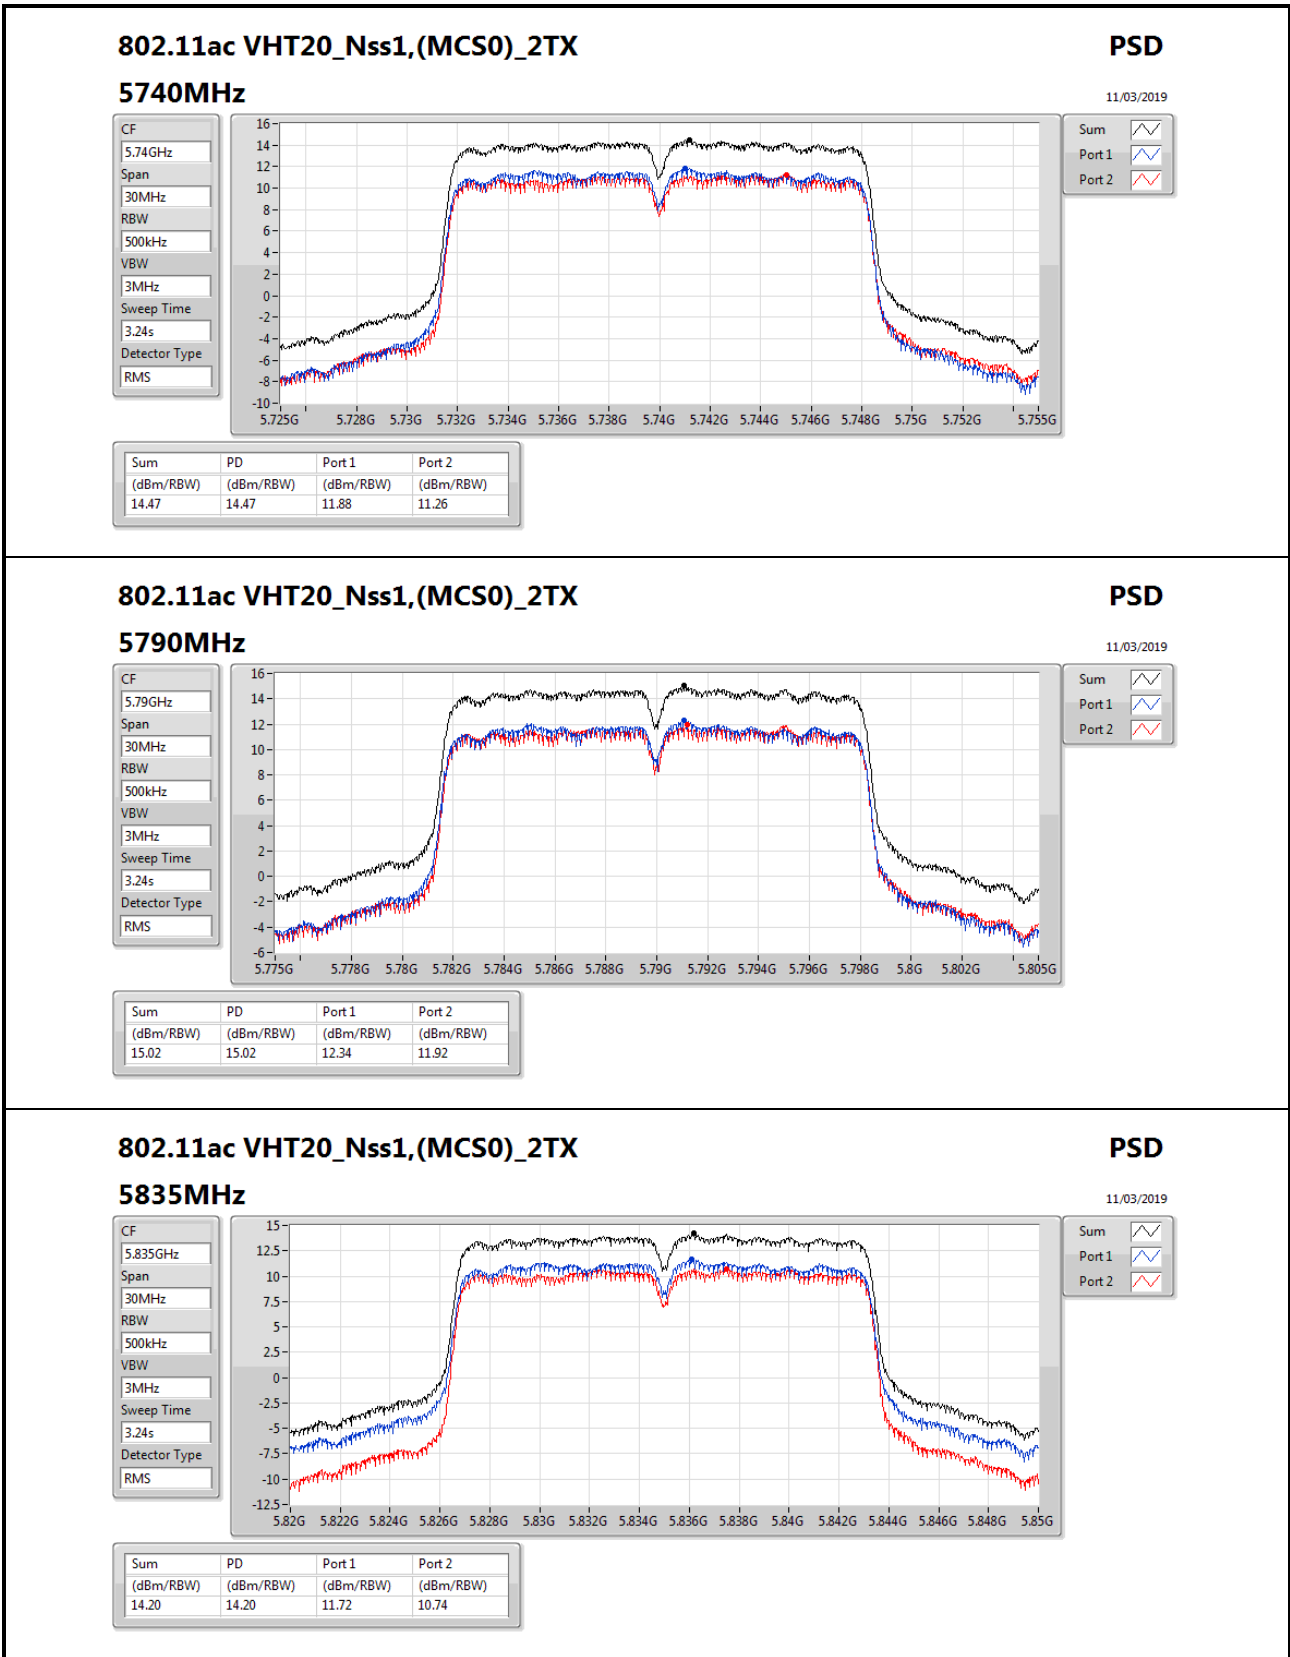 802.11ac VHT20_Nss1,(MCS0)_2TX PSD
5740MHz 11/03/2019
CF
5.74GHz
Span
30MHz
RBW
500kHz
VBW
3MHz
Sweep Time
3.24s
Detector Type
RMS
16
14
12
10
8
6
4
2
0
-2
-4
-6
-8
-10
5.725G 5.728G 5.73G 5.732G 5.734G 5.736G 5.738G 5.74G 5.742G 5.744G 5.746G 5.748G 5.75G 5.752G 5.755G
Sum
Port 1
Port 2
Sum PD Port 1 Port 2
(dBm/RBW) (dBm/RBW) (dBm/RBW) (dBm/RBW)
14.47 14.47 11.88 11.26
802.11ac VHT20_Nss1,(MCS0)_2TX PSD
5790MHz 11/03/2019
CF
5.79GHz
Span
30MHz
RBW
500kHz
VBW
3MHz
Sweep Time
3.24s
Detector Type
RMS
16
14
12
10
8
6
4
2
0
-2
-4
-6
5.775G 5.778G 5.78G 5.782G 5.784G 5.786G 5.788G 5.79G 5.792G 5.794G 5.796G 5.798G 5.8G 5.802G 5.805G
Sum
Port 1
Port 2
Sum PD Port 1 Port 2
(dBm/RBW) (dBm/RBW) (dBm/RBW) (dBm/RBW)
15.02 15.02 12.34 11.92
802.11ac VHT20_Nss1,(MCS0)_2TX PSD
5835MHz 11/03/2019
CF
5.835GHz
Span
30MHz
RBW
500kHz
VBW
3MHz
Sweep Time
3.24s
Detector Type
RMS
15
12.5
10
7.5
5
2.5
0
-2.5
-5
-7.5
-10
-12.5
5.82G 5.822G 5.824G 5.826G 5.828G 5.83G 5.832G 5.834G 5.836G 5.838G 5.84G 5.842G 5.844G 5.846G 5.848G 5.85G
Sum
Port 1
Port 2
Sum PD Port 1 Port 2
(dBm/RBW) (dBm/RBW) (dBm/RBW) (dBm/RBW)
14.20 14.20 11.72 10.74